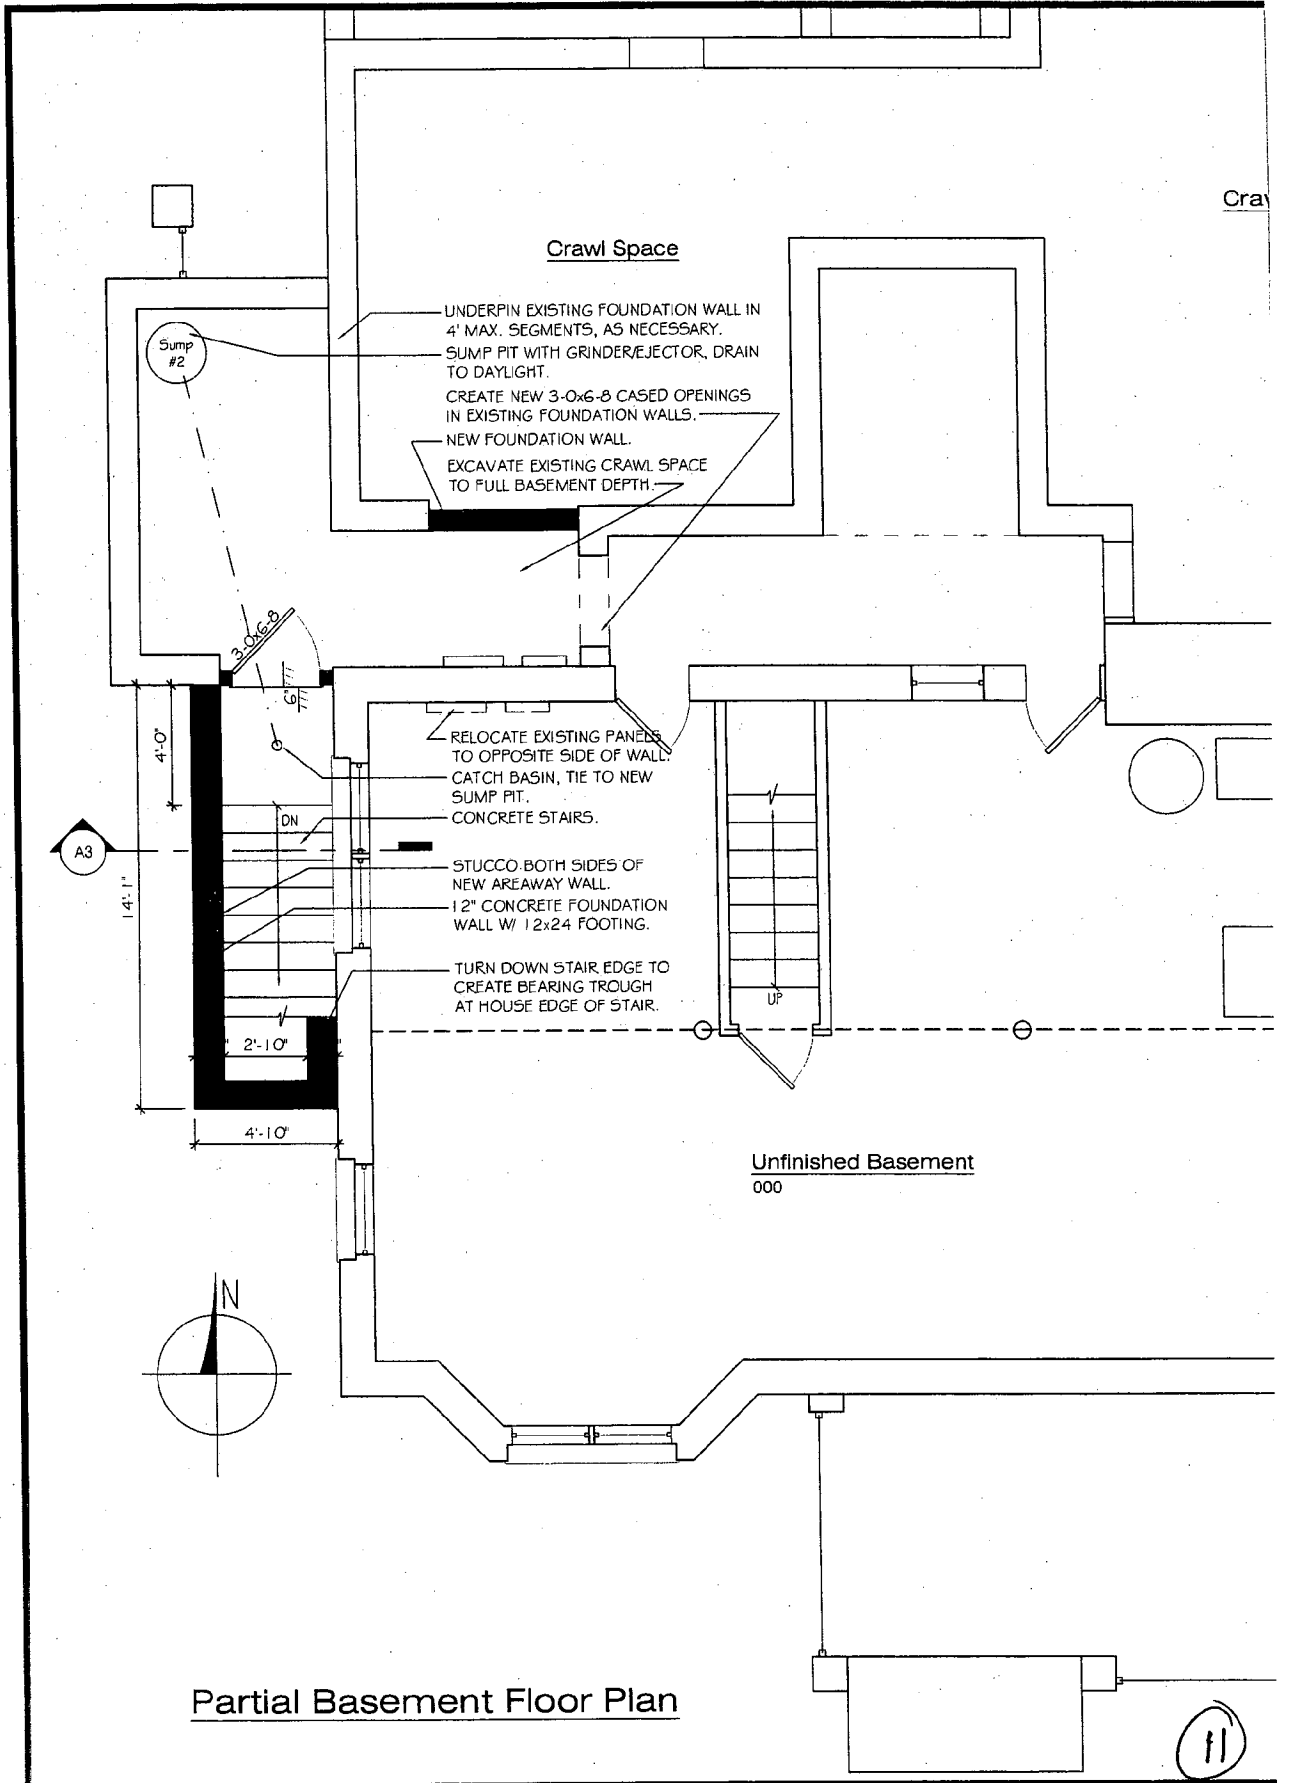 Crav
Crawl Space
UNDERPIN EXISTING FOUNDATION WALL IN
4' MAX. SEGMENTS, AS NECESSARY.
Sump
#2
SUMP PIT WITH GRINDER/EJECTOR, DRAIN
TO DAYLIGHT.
CREATE NEW 3-0x6-8 CASED OPENINGS
IN EXISTING FOUNDATION WALLS.
NEW FOUNDATION WALL.
EXCAVATE EXISTING CRAWL SPACE
TO FULL BASEMENT DEPTH.
3-0x6-8
6"
4'-0"
RELOCATE EXISTING PANELS
TO OPPOSITE SIDE OF WALL.
CATCH BASIN, TIE TO NEW
SUMP PIT.
CONCRETE STAIRS.
DN
A3
14'-1"
STUCCO BOTH SIDES OF
NEW AREAWAY WALL.
12" CONCRETE FOUNDATION
WALL W/ 12x24 FOOTING.
TURN DOWN STAIR EDGE TO
CREATE BEARING TROUGH
AT HOUSE EDGE OF STAIR.
UP
2'-10"
4'-10"
Unfinished Basement
000
N
Partial Basement Floor Plan
11